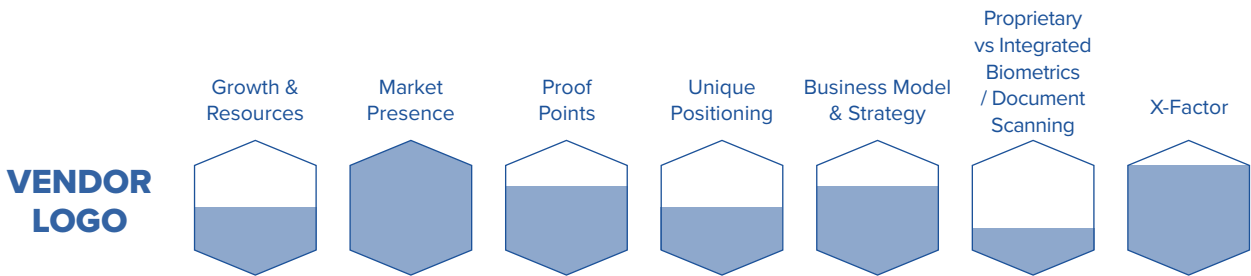 Growth &
Resources
Market
Presence
Proof
Points
Unique
Positioning
Business Model
& Strategy
Proprietary
vs Integrated
Biometrics
/ Document
Scanning
X-Factor
VENDOR
LOGO